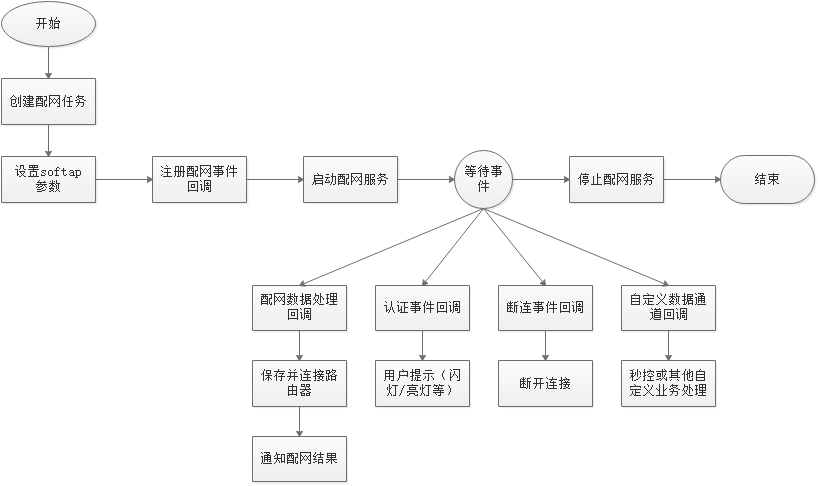 开始
创建配网任务
设置softap
参数
注册配网事件
回调
启动配网服务
等待事
件
停止配网服务
结束
配网数据处理
回调
认证事件回调
断连事件回调
自定义数据通
道回调
保存并连接路
由器
用户提示（闪
灯/亮灯等）
断开连接
秒控或其他自
定义业务处理
通知配网结果